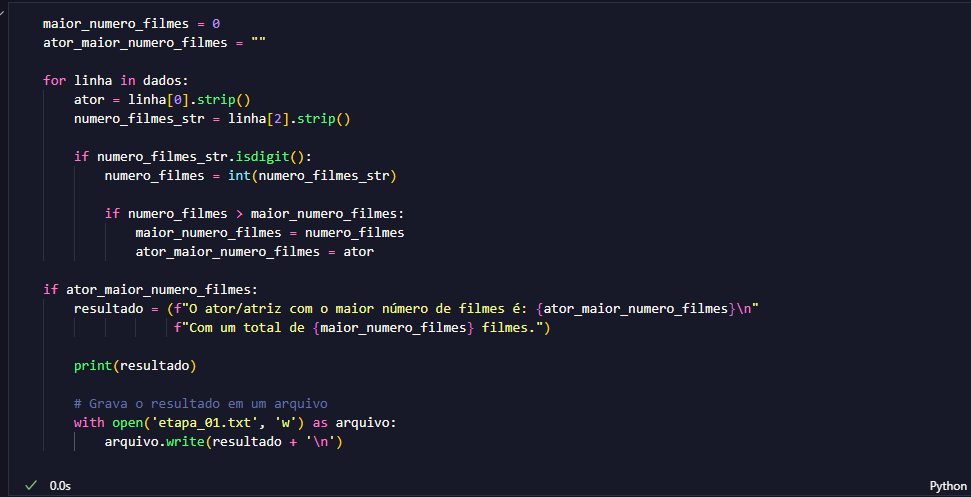 maior_numero_filmes = 0
ator_maior_numero_filmes = ""
for linha in dados:
    ator = linha[0].strip()
    numero_filmes_str = linha[2].strip()
    if numero_filmes_str.isdigit():
        numero_filmes = int(numero_filmes_str)
        if numero_filmes > maior_numero_filmes:
            maior_numero_filmes = numero_filmes
            ator_maior_numero_filmes = ator
if ator_maior_numero_filmes:
    resultado = (f"O ator/atriz com o maior número de filmes é: {ator_maior_numero_filmes}\n"
                 f"Com um total de {maior_numero_filmes} filmes.")
    print(resultado)
    # Grava o resultado em um arquivo
    with open('etapa_01.txt', 'w') as arquivo:
        arquivo.write(resultado + '\n')
0.0s
Python